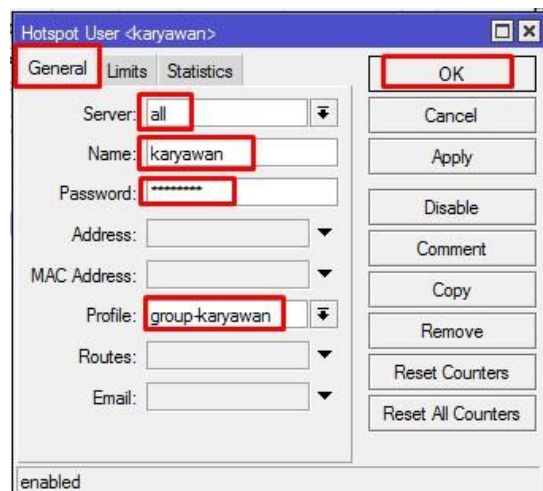 Hotspot User <karyawan>
General Limits Statistics
Server: all
Name: karyawan
Password: ********
Address:
MAC Address:
Profile: group-karyawan
Routes:
Email:
OK
Cancel
Apply
Disable
Comment
Copy
Remove
Reset Counters
Reset All Counters
enabled